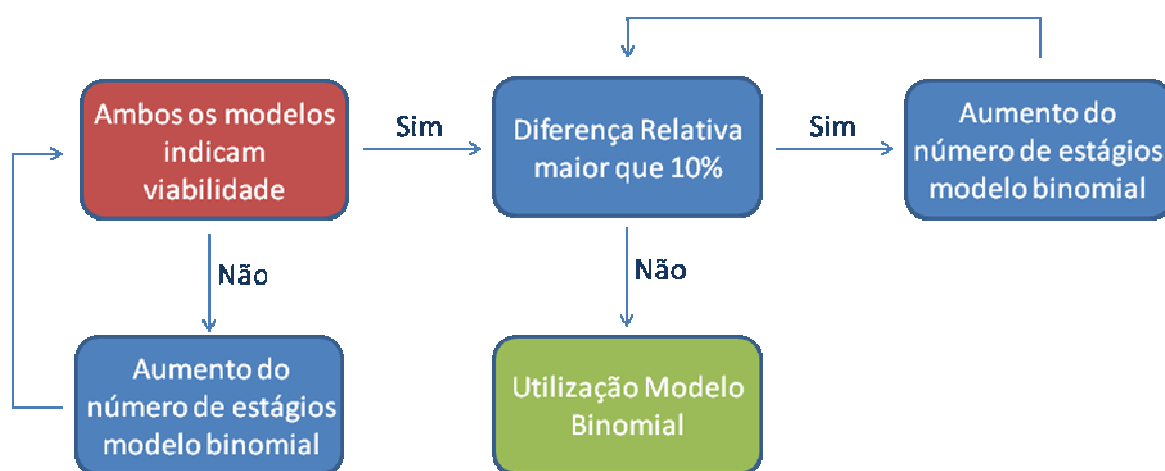 Ambos os modelos
indicam
viabilidade
Sim
Diferença Relativa
maior que 10%
Sim
Aumento do
número de estágios
modelo binomial
Não
Não
Aumento do
número de estágios
modelo binomial
Utilização Modelo
Binomial